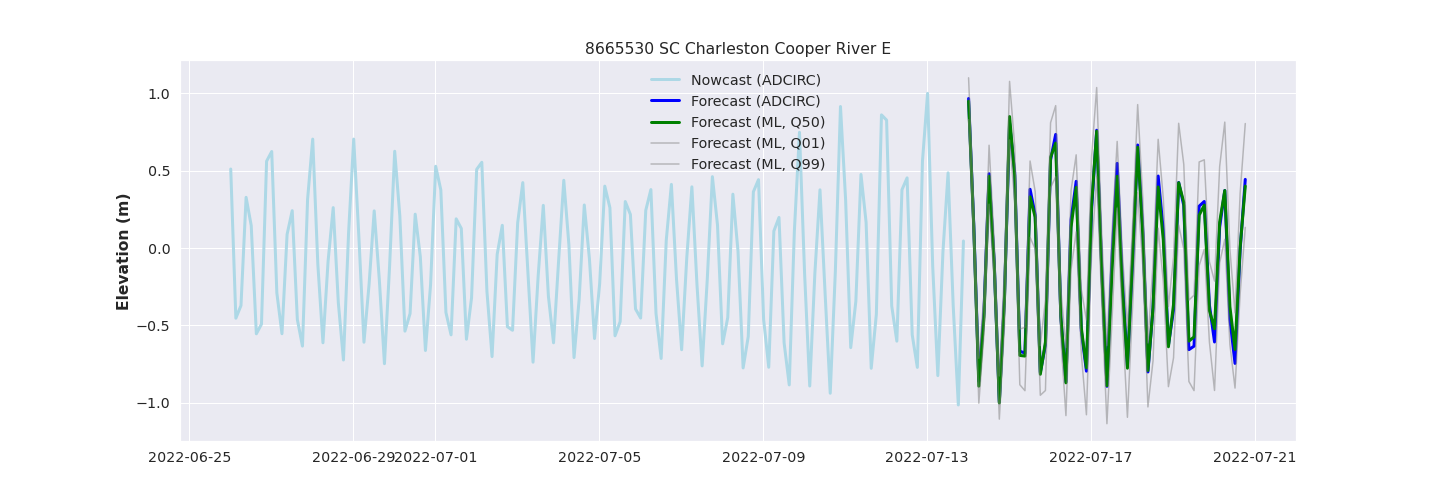 8665530 SC Charleston Cooper River E
Nowcast (ADCIRC)
Forecast (ADCIRC)
Forecast (ML, Q50)
Forecast (ML, Q01)
Forecast (ML, Q99)
Elevation (m)
1.0
0.5
0.0
−0.5
−1.0
2022-06-25 2022-06-29 2022-07-01 2022-07-05 2022-07-09 2022-07-13 2022-07-17 2022-07-21